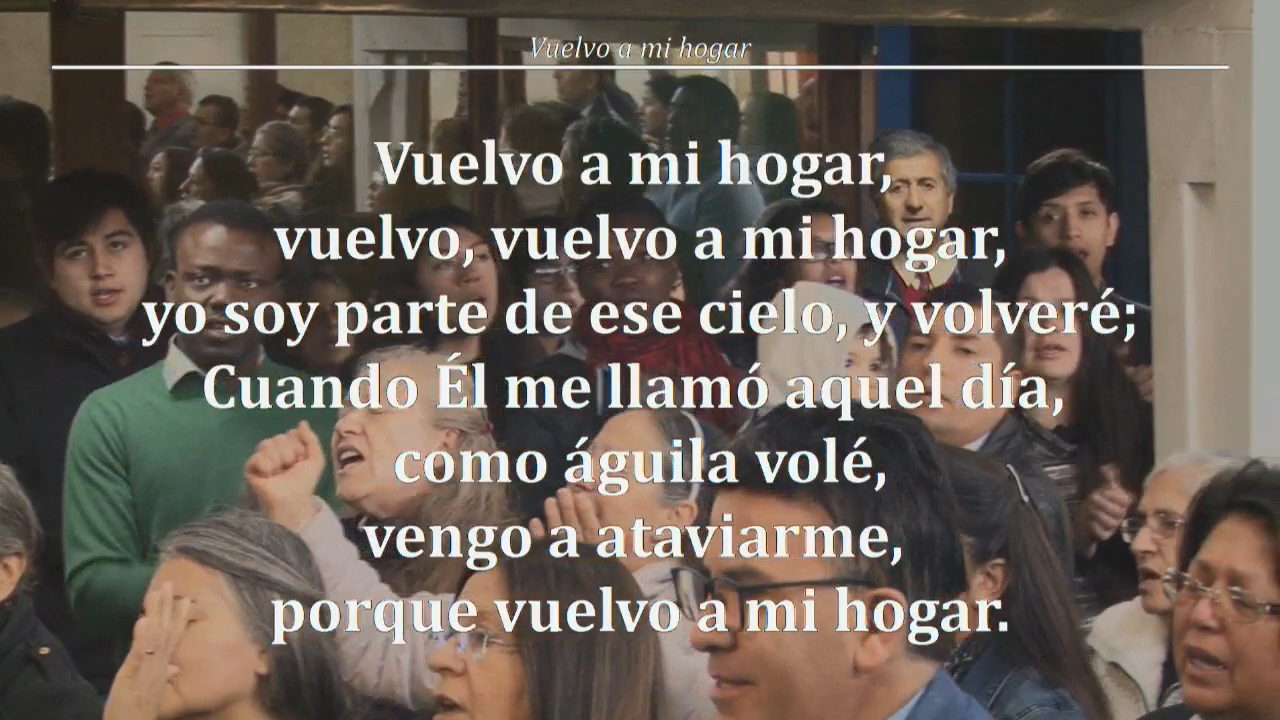 Vuelvo a mi hogar
Vuelvo a mi hogar,
vuelvo, vuelvo a mi hogar,
yo soy parte de ese cielo, y volveré;
Cuando Él me llamó aquel día,
como águila volé,
vengo a ataviarme,
porque vuelvo a mi hogar.